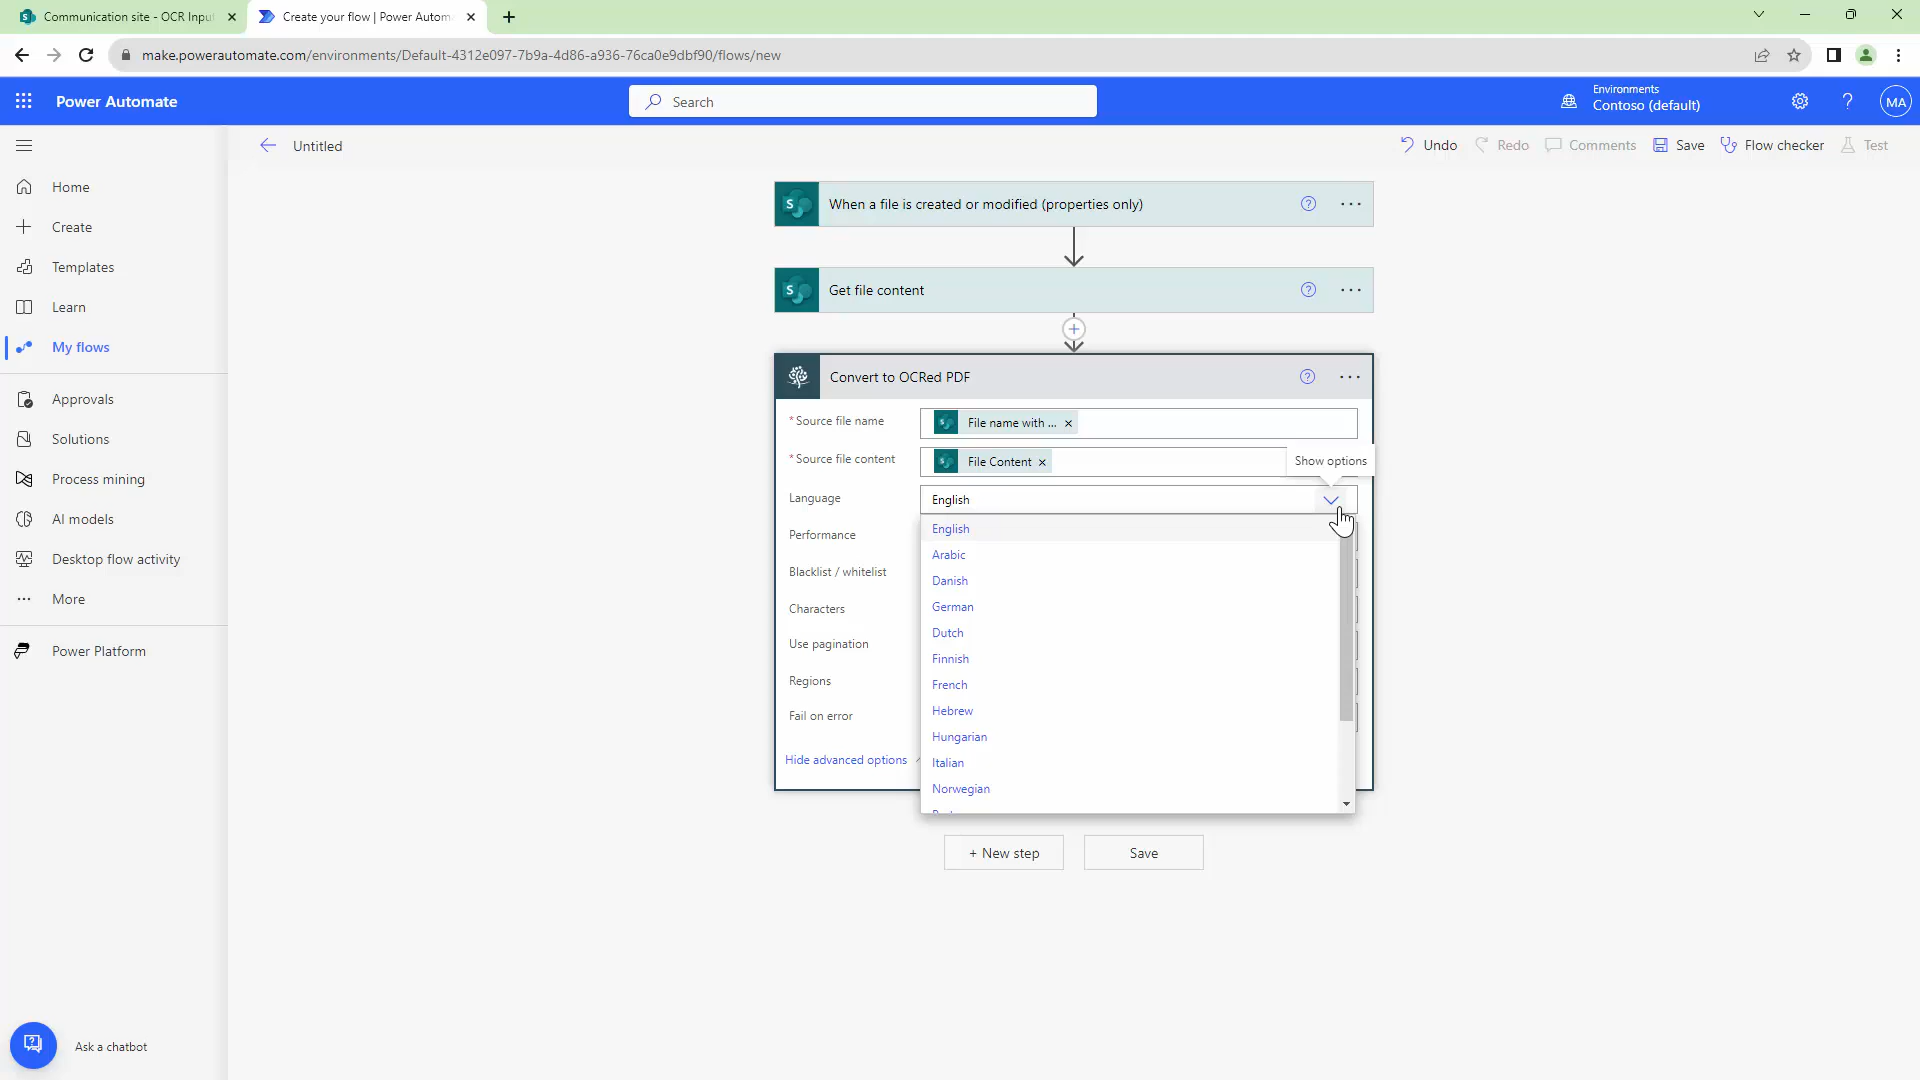 Communication site - OCR Inpu
Create your flow | Power Autom
make.powerautomate.com/environments/Default-4312e097-7b9a-4d86-a936-76ca0e9dbf90/flows/new
Power Automate
Search
Environments
Contoso (default)
MA
Untitled
Undo
Redo
Comments
Save
Flow checker
Test
Home
Create
Templates
Learn
My flows
Approvals
Solutions
Process mining
AI models
Desktop flow activity
More
Power Platform
Ask a chatbot
When a file is created or modified (properties only)
Get file content
Convert to OCRed PDF
* Source file name
File name with ...
* Source file content
File Content
Show options
Language
English
Performance
Blacklist / whitelist
Characters
Use pagination
Regions
Fail on error
Hide advanced options
English
Arabic
Danish
German
Dutch
Finnish
French
Hebrew
Hungarian
Italian
Norwegian
+ New step
Save